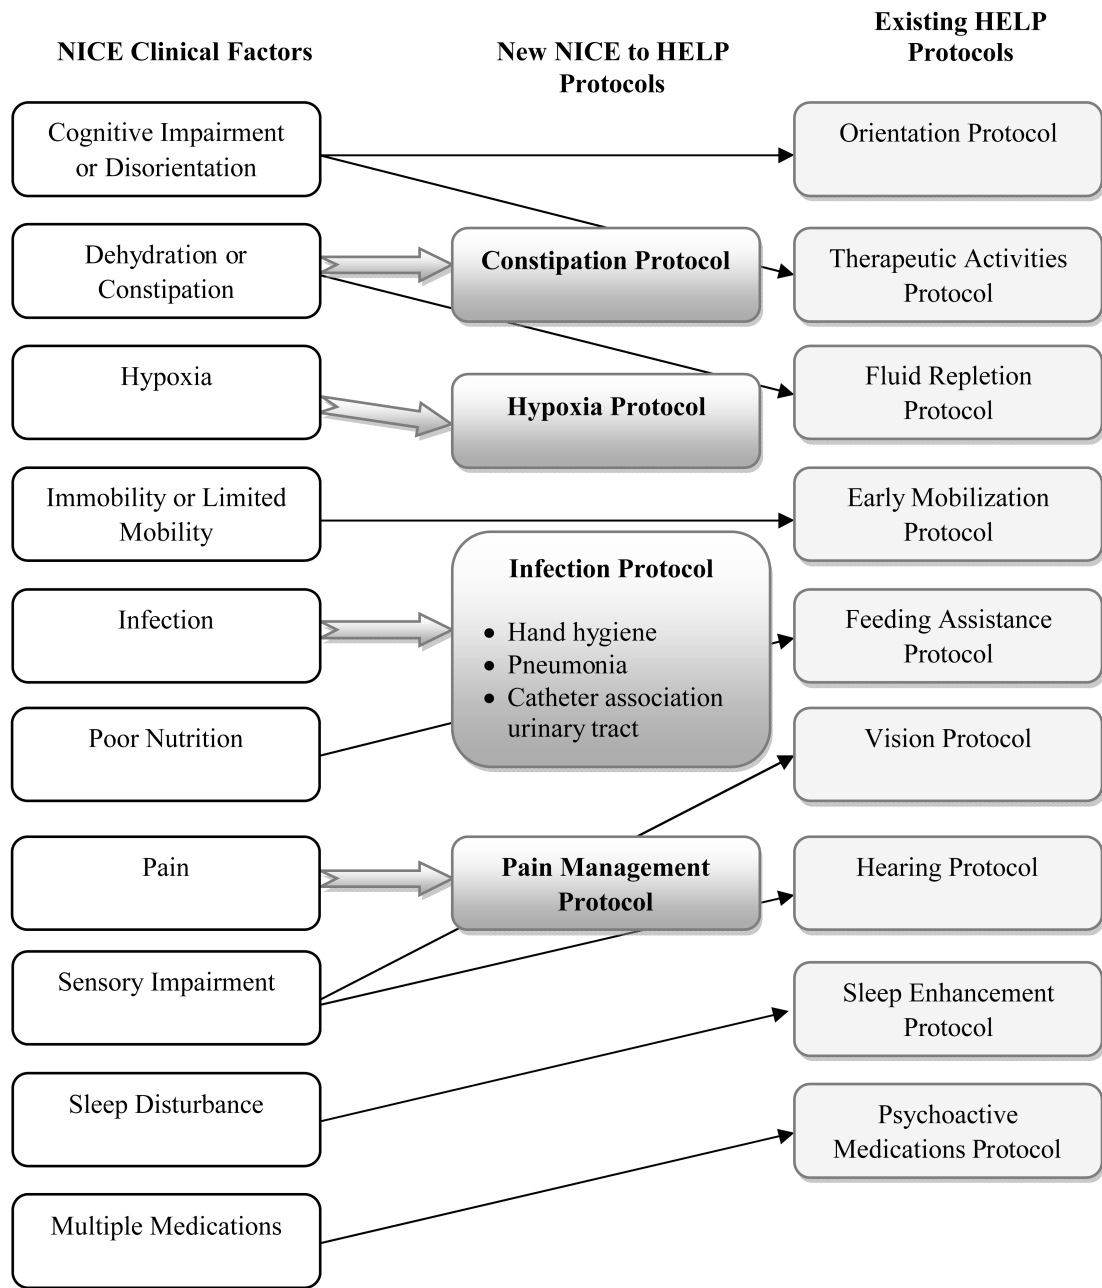 NICE Clinical Factors
New NICE to HELP
Protocols
Existing HELP
Protocols
Cognitive Impairment
or Disorientation
Dehydration or
Constipation
Hypoxia
Immobility or Limited
Mobility
Infection
Poor Nutrition
Pain
Sensory Impairment
Sleep Disturbance
Multiple Medications
Constipation Protocol
Hypoxia Protocol
Infection Protocol
• Hand hygiene
• Pneumonia
• Catheter association
urinary tract
Pain Management
Protocol
Orientation Protocol
Therapeutic Activities
Protocol
Fluid Repletion
Protocol
Early Mobilization
Protocol
Feeding Assistance
Protocol
Vision Protocol
Hearing Protocol
Sleep Enhancement
Protocol
Psychoactive
Medications Protocol